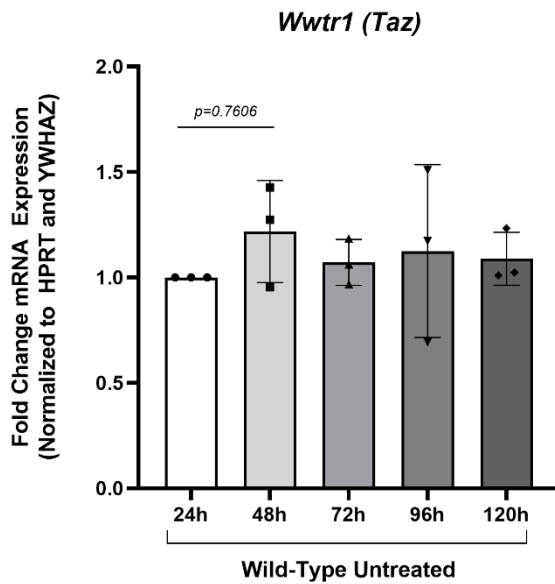 Wwtr1 (Taz)
Fold Change mRNA Expression
(Normalized to HPRT and YWHAZ)
2.0
1.5
1.0
0.5
0.0
p=0.7606
24h 48h 72h 96h 120h
Wild-Type Untreated